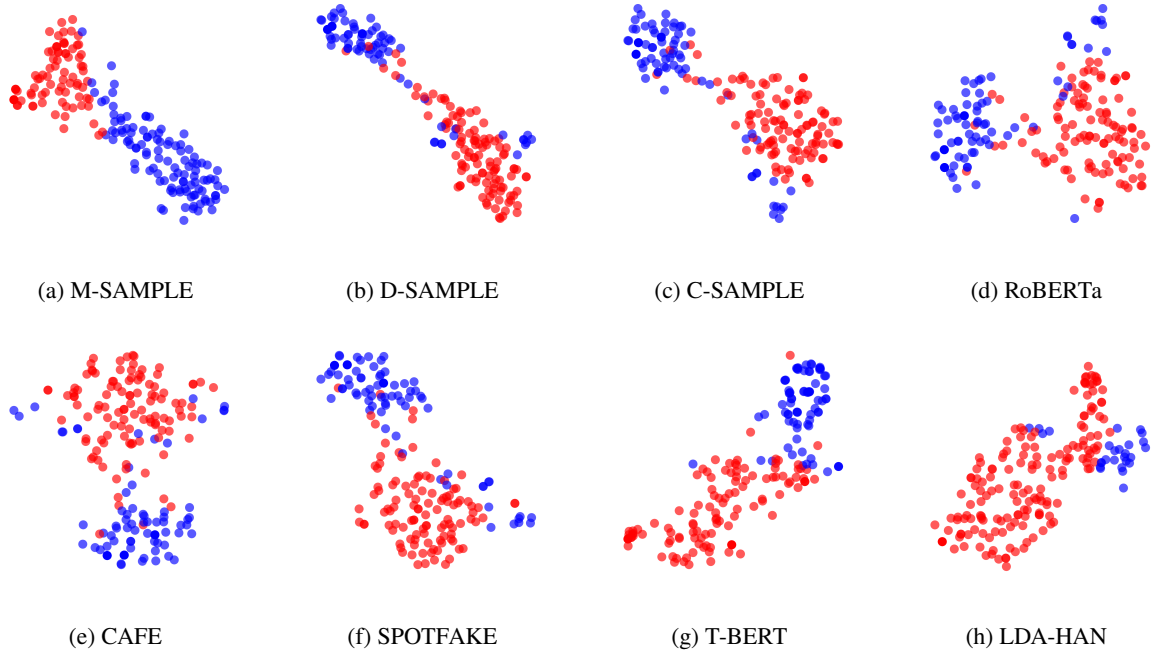 (a) M-SAMPLE
(b) D-SAMPLE
(c) C-SAMPLE
(d) RoBERTa
(e) CAFE
(f) SPOTFAKE
(g) T-BERT
(h) LDA-HAN